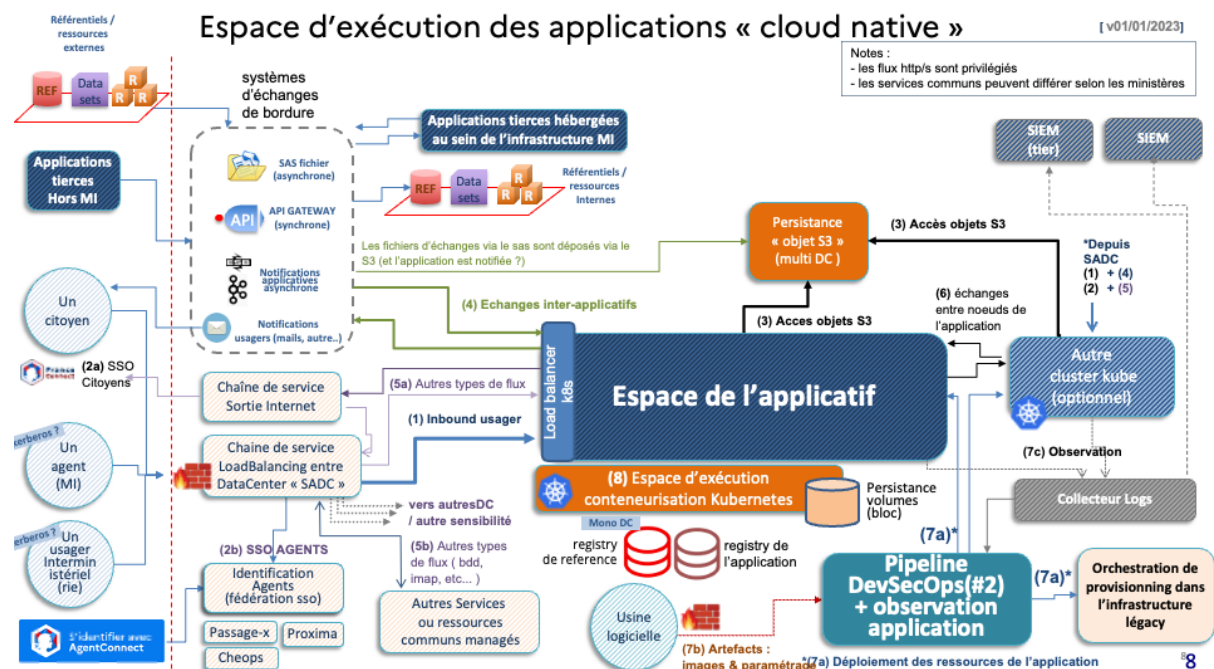 Référentiels /
ressources
externes
Espace d'exécution des applications « cloud native »
[ v01/01/2023]
Notes :
- les flux http/s sont privilégiés
- les services communs peuvent différer selon les ministères
REF
Data
sets
R
R
R
systèmes
d'échanges
de bordure
Applications
tierces
Hors MI
SAS fichier
(asynchrone)
API
API GATEWAY
(synchrone)
Notifications
applicatives
asynchrone
Notifications
usagers (mails, autre..)
Applications tierces hébergées
au sein de l'infrastructure MI
REF
Data
sets
R
R
R
Référentiels /
ressources
Internes
Les fichiers d'échanges via le sas sont déposés via le
S3 (et l'application est notifiée ?)
(4) Echanges inter-applicatifs
Persistance
« objet S3 »
(multi DC )
(3) Accès objets S3
(3) Acces objets S3
SIEM
(tier)
SIEM
*Depuis
SADC
(1) + (4)
(2) + (5)
(6) échanges
entre noeuds de
l'application
Autre
cluster kube
(optionnel)
Un
citoyen
France
Connect
(2a) SSO
Citoyens
Chaîne de service
Sortie Internet
(5a) Autres types de flux
(1) Inbound usager
Load balancer
k8s
Espace de l'applicatif
kerberos ?
Un
agent
(MI)
Chaine de service
LoadBalancing entre
DataCenter « SADC »
vers autresDC
/ autre sensibilité
(8) Espace d'exécution
conteneurisation Kubernetes
Persistance
volumes
(bloc)
(7c) Observation
Collecteur Logs
Mono DC
registry
de reference
registry de
l'application
kerberos ?
Un
usager
Intermin
istériel
(rie)
(2b) SSO AGENTS
Identification
Agents
(fédération sso)
Passage-x
Proxima
Cheops
(5b) Autres types
de flux ( bdd,
imap, etc... )
Autres Services
ou ressources
communs managés
S'identifier avec
AgentConnect
Usine
logicielle
(7b) Artefacts :
images & paramétrage
(7a)*
Pipeline
DevSecOps(#2)
+ observation
application
(7a)*
Orchestration de
provisionning dans
l'infrastructure
légacy
*(7a) Déploiement des ressources de l'application
8
8